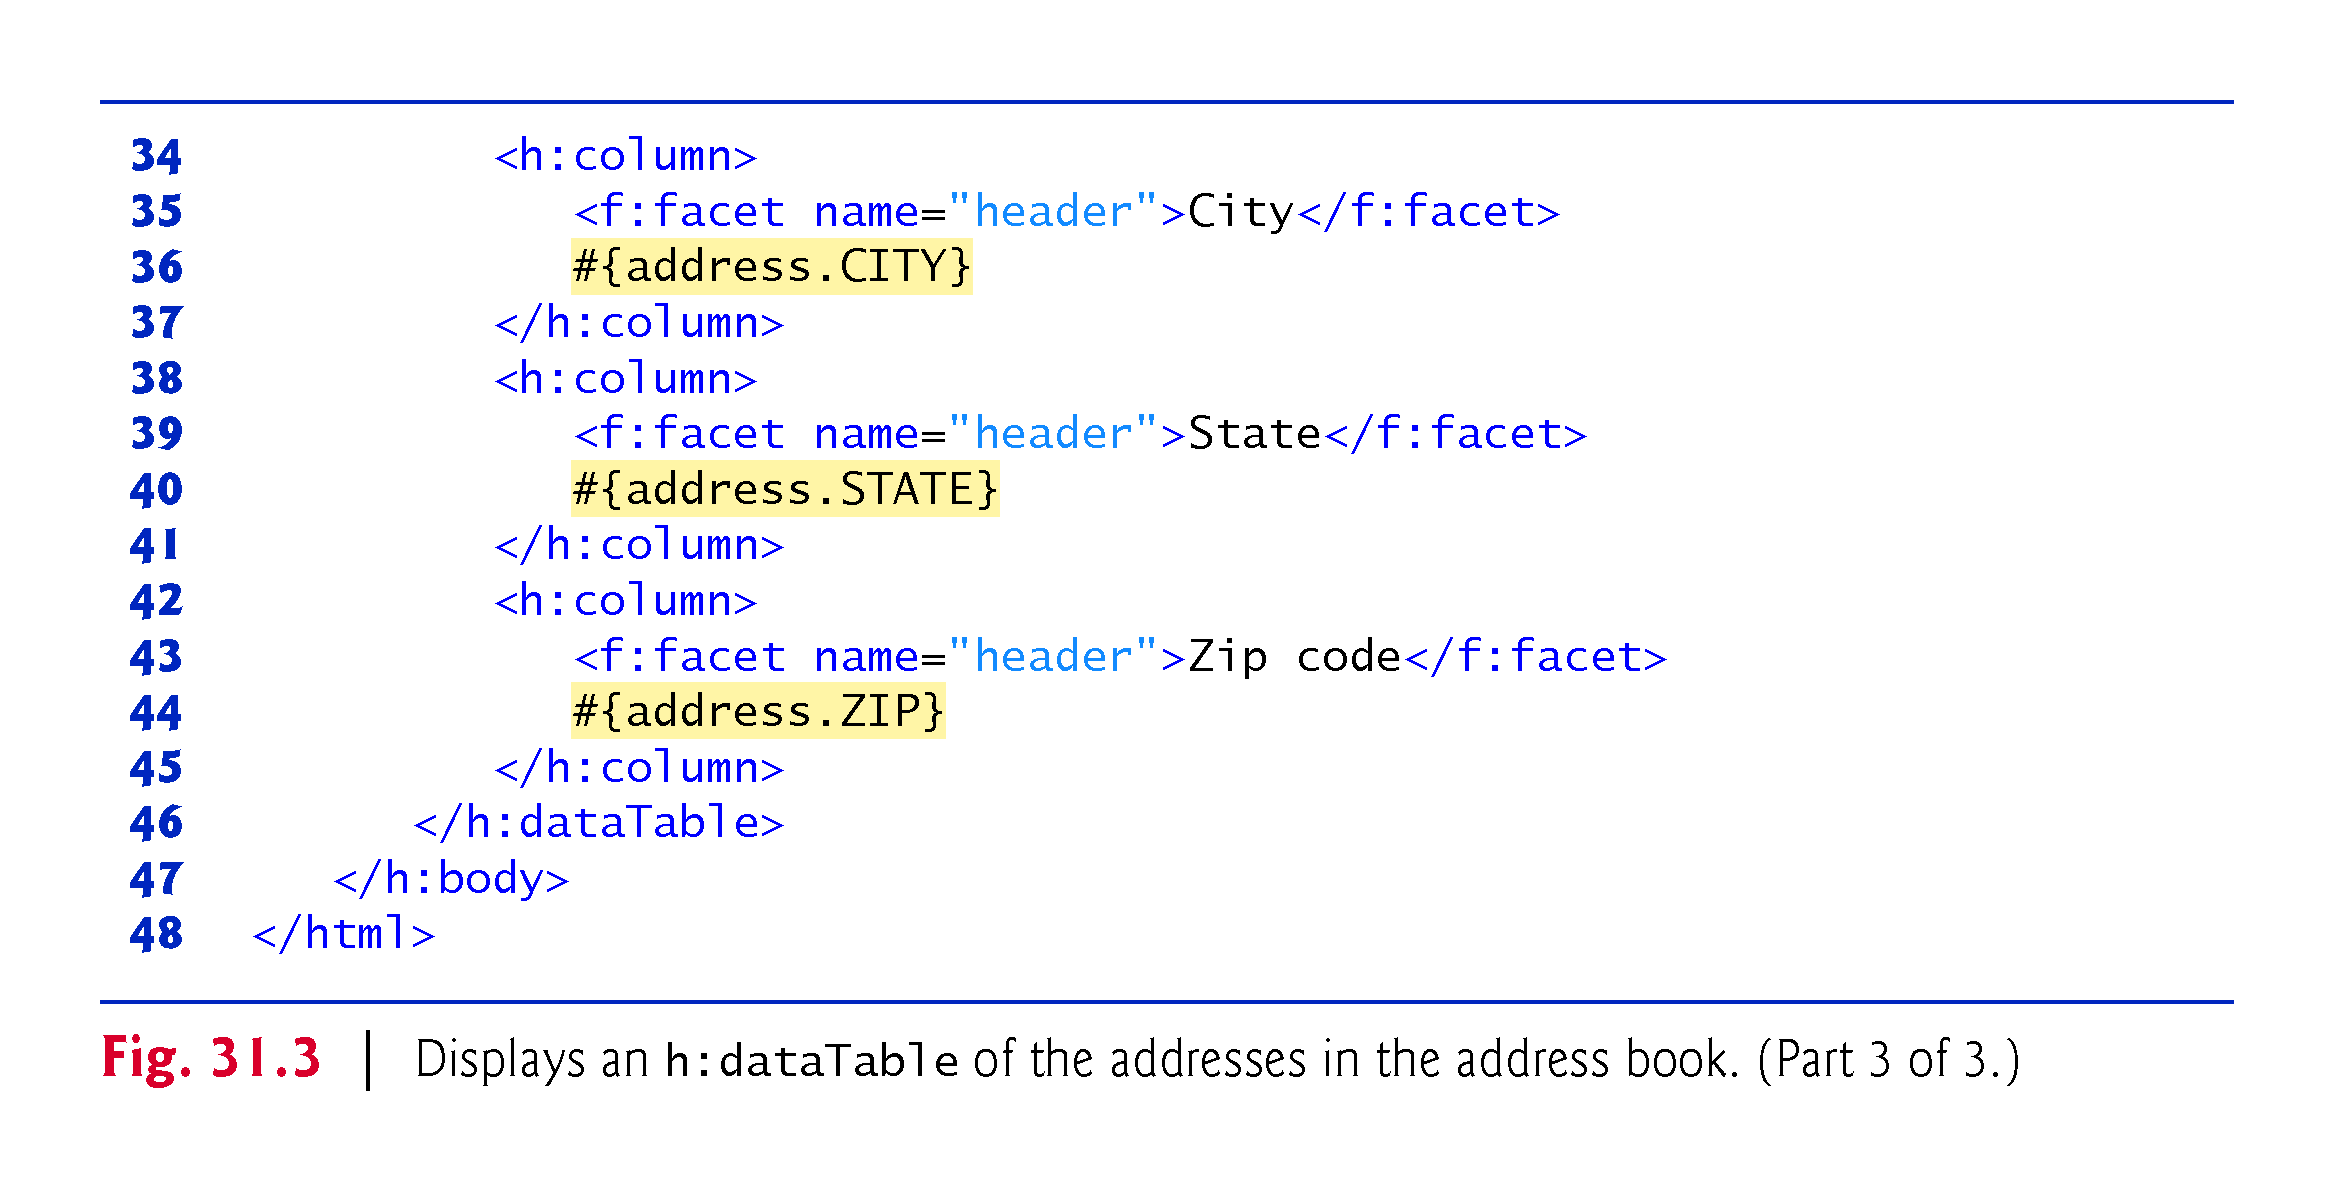 34 <h:column>
35 <f:facet name="header">City</f:facet>
36 #{address.CITY}
37 </h:column>
38 <h:column>
39 <f:facet name="header">State</f:facet>
40 #{address.STATE}
41 </h:column>
42 <h:column>
43 <f:facet name="header">Zip code</f:facet>
44 #{address.ZIP}
45 </h:column>
46 </h:dataTable>
47 </h:body>
48 </html>
Fig. 31.3 | Displays an h:dataTable of the addresses in the address book. (Part 3 of 3.)